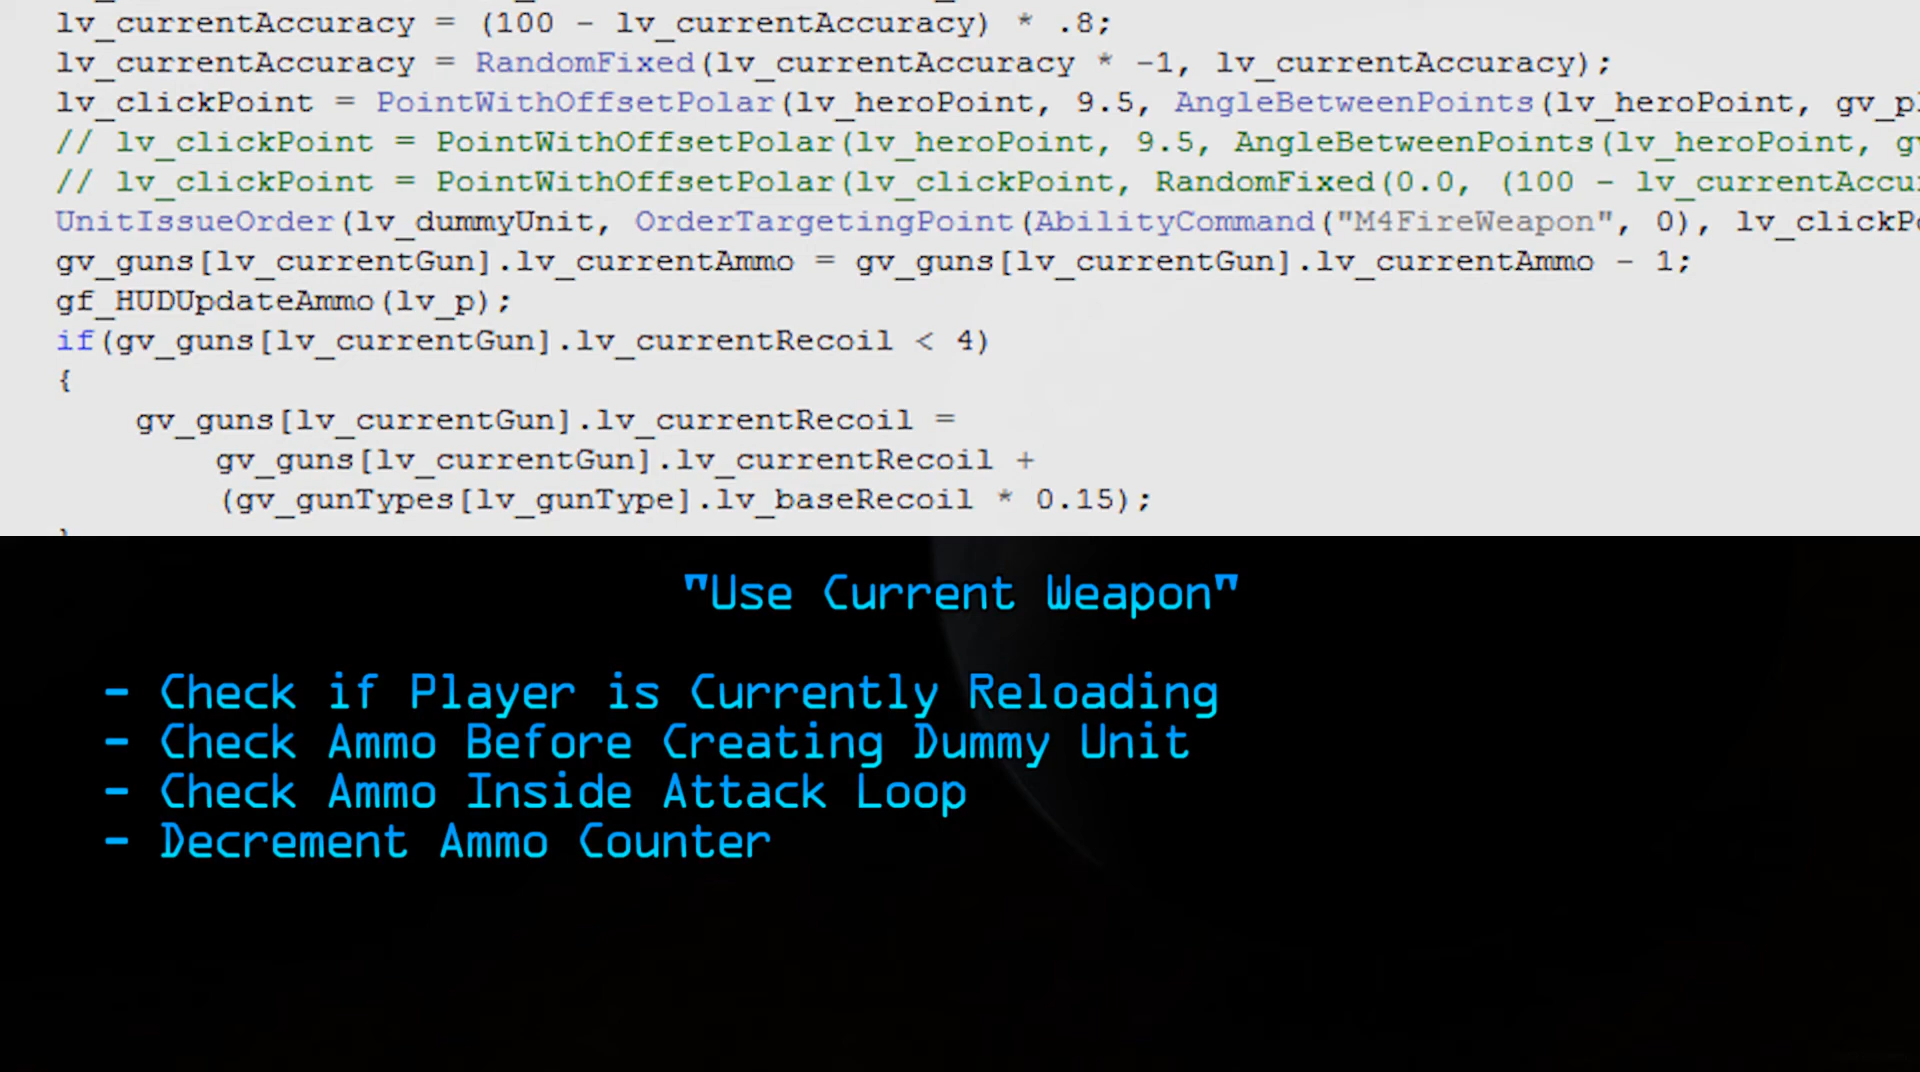 lv_currentAccuracy = (100 - lv_currentAccuracy) * .8;
lv_currentAccuracy = RandomFixed(lv_currentAccuracy * -1, lv_currentAccuracy);
lv_clickPoint = PointWithOffsetPolar(lv_heroPoint, 9.5, AngleBetweenPoints(lv_heroPoint, gv_pl
// lv_clickPoint = PointWithOffsetPolar(lv_heroPoint, 9.5, AngleBetweenPoints(lv_heroPoint, gv
// lv_clickPoint = PointWithOffsetPolar(lv_clickPoint, RandomFixed(0.0, (100 - lv_currentAccu
UnitIssueOrder(lv_dummyUnit, OrderTargetingPoint(AbilityCommand("M4FireWeapon", 0), lv_clickPo
gv_guns[lv_currentGun].lv_currentAmmo = gv_guns[lv_currentGun].lv_currentAmmo - 1;
gf_HUDUpdateAmmo(lv_p);
if(gv_guns[lv_currentGun].lv_currentRecoil < 4)
{
gv_guns[lv_currentGun].lv_currentRecoil =
gv_guns[lv_currentGun].lv_currentRecoil +
(gv_gunTypes[lv_gunType].lv_baseRecoil * 0.15);
"Use Current Weapon"
- Check if Player is Currently Reloading
- Check Ammo Before Creating Dummy Unit
- Check Ammo Inside Attack Loop
- Decrement Ammo Counter